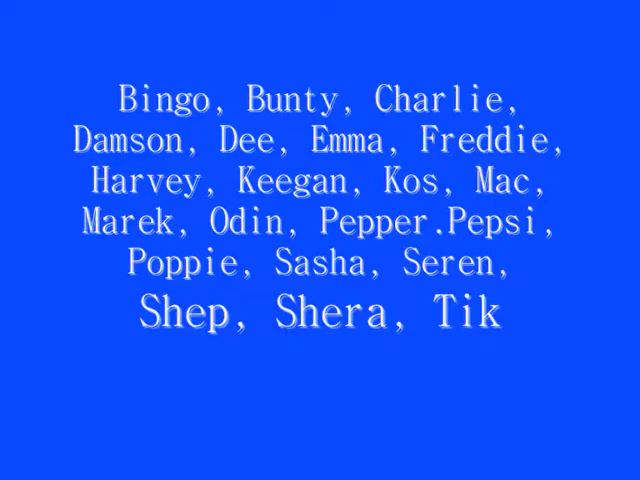 Bingo, Bunty, Charlie,
Damson, Dee, Emma, Freddie,
Harvey, Keegan, Kos, Mac,
Marek, Odin, Pepper.Pepsi,
Poppie, Sasha, Seren,
Shep, Shera, Tik